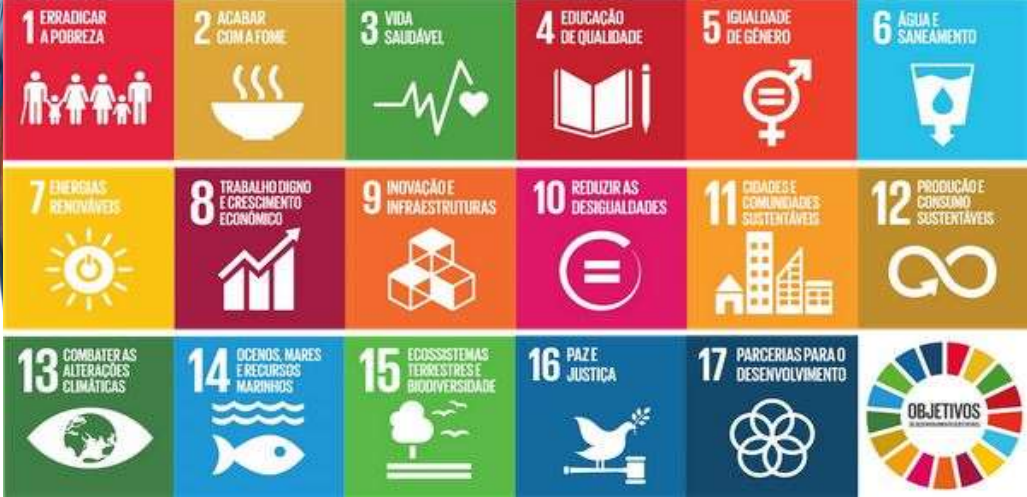 1 ERRADICAR
A POBREZA
2 ACABAR
COM A FOME
3 VIDA
SAUDÁVEL
4 EDUCAÇÃO
DE QUALIDADE
5 IGUALDADE
DE GÉNERO
6 ÁGUA E
SANEAMENTO
7 ENERGIAS
RENOVÁVEIS
8 TRABALHO DIGNO
E CRESCIMENTO
ECONÓMICO
9 INOVAÇÃO E
INFRAESTRUTURAS
10 REDUZIR AS
DESIGUALDADES
11 CIDADES E
COMUNIDADES
SUSTENTÁVEIS
12 PRODUÇÃO E
CONSUMO
SUSTENTÁVEIS
13 COMBATER AS
ALTERAÇÕES
CLIMÁTICAS
14 OCENOS, MARES
E RECURSOS
MARINHOS
15 ECOSSISTEMAS
TERRESTRES E
BIODIVERSIDADE
16 PAZ E
JUSTIÇA
17 PARCERIAS PARA O
DESENVOLVIMENTO
OBJETIVOS